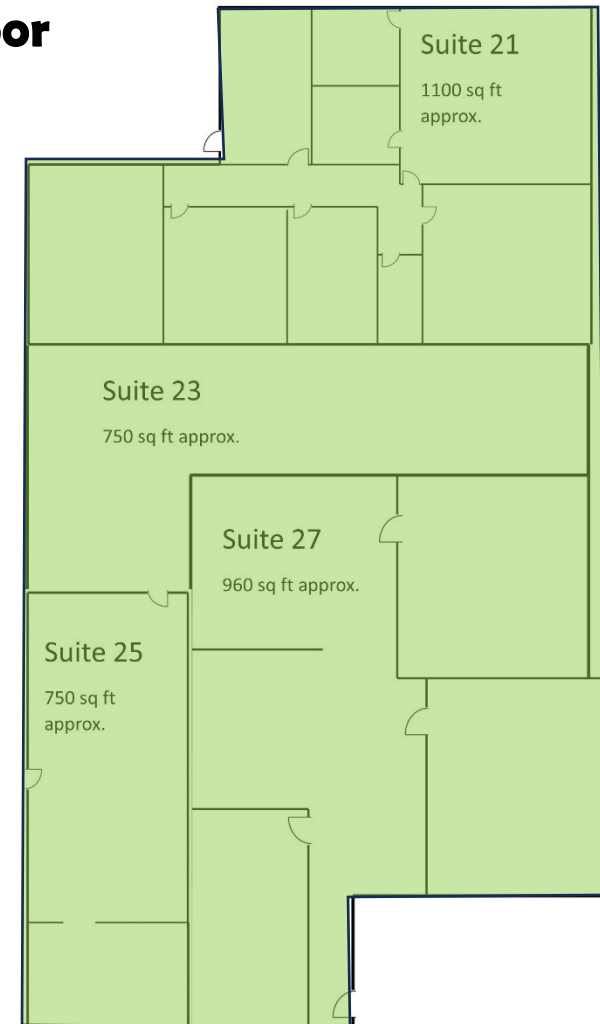 Suite 21
1100 sq ft
approx.
Suite 23
750 sq ft approx.
Suite 27
960 sq ft approx.
Suite 25
750 sq ft
approx.